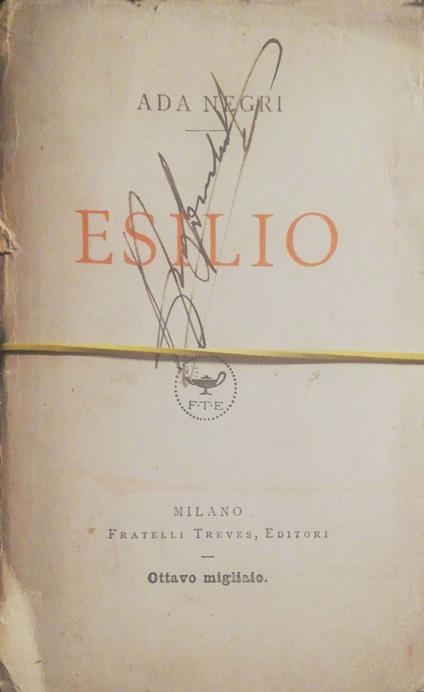 ADA NEGRI
ESILIO
F·T·E
MILANO
FRATELLI TREVES, EDITORI
Ottavo migliaio.